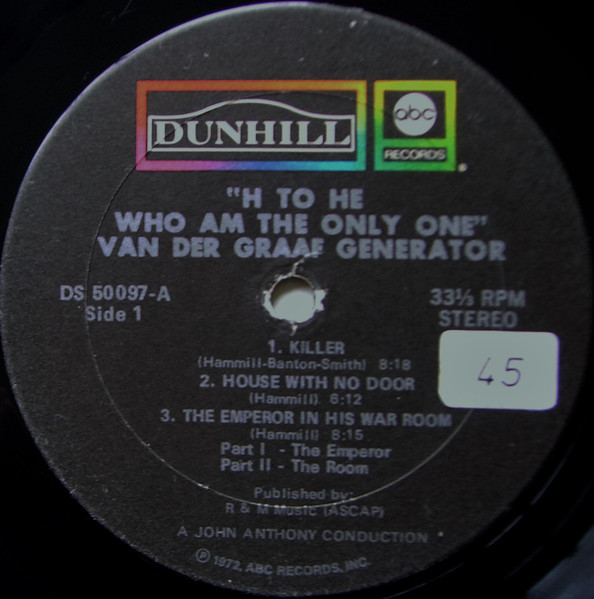 DUNHILL
abc
RECORDS
"H TO HE
WHO AM THE ONLY ONE"
VAN DER GRAAF GENERATOR
DS 50097-A
Side 1
33⅓ RPM
STEREO
45
1. KILLER
(Hammill-Banton-Smith) 8:18
2. HOUSE WITH NO DOOR
(Hammill) 6:12
3. THE EMPEROR IN HIS WAR ROOM
(Hammill) 8:15
Part I - The Emperor
Part II - The Room
Published by:
R & M Music (ASCAP)
A JOHN ANTHONY CONDUCTION
℗ 1972, ABC RECORDS, INC.